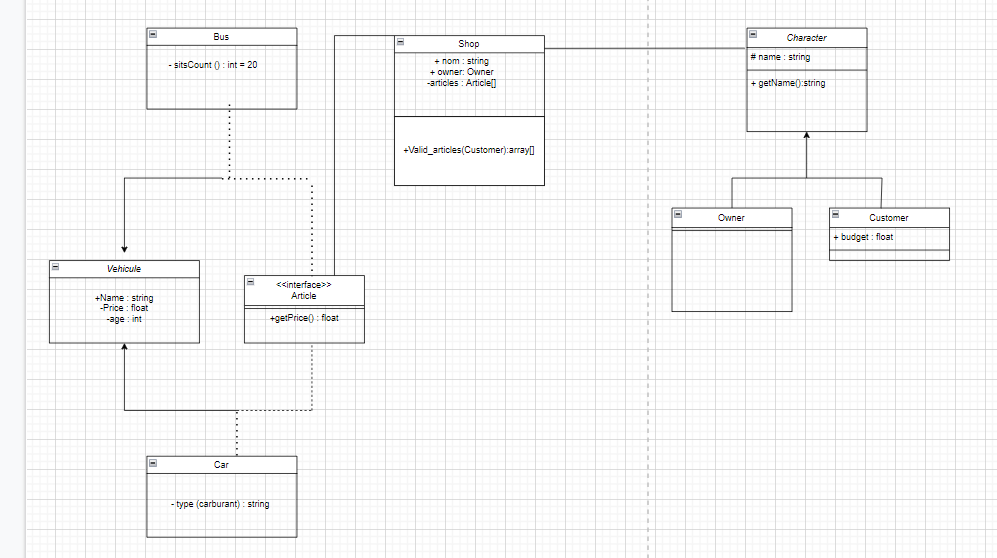 Bus
- sitsCount () : int = 20
Shop
+ nom : string
+ owner: Owner
-articles : Article[]
+Valid_articles(Customer):array[]
Character
# name : string
+ getName():string
Owner
Customer
+ budget : float
Vehicule
+Name : string
-Price : float
-age : int
<<interface>>
Article
+getPrice() : float
Car
- type (carburant) : string